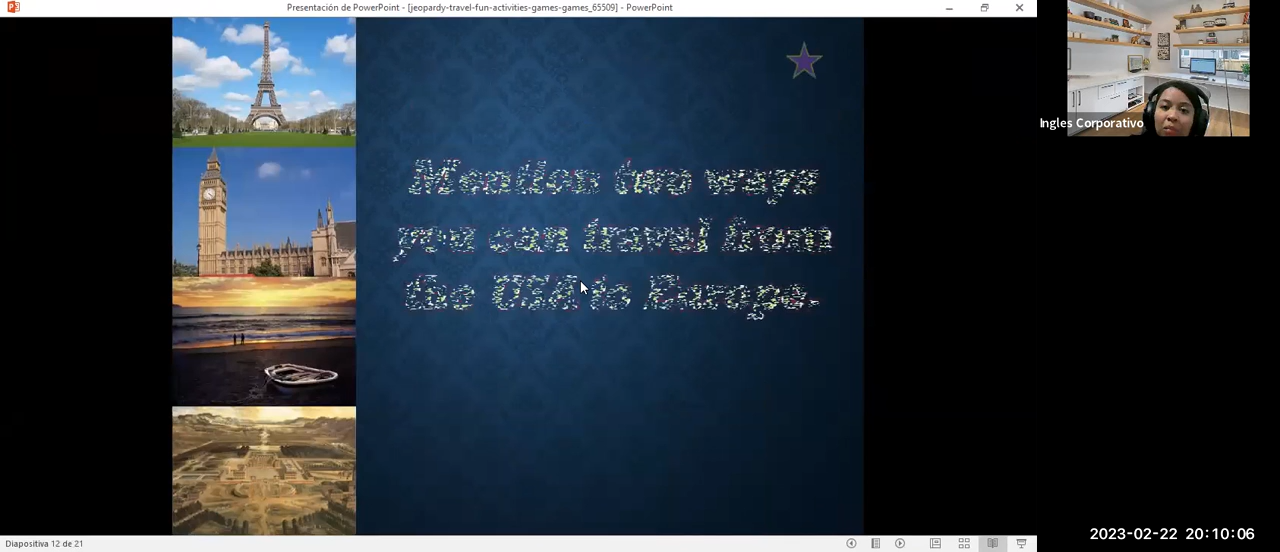 Presentación de PowerPoint - [jeopardy-travel-fun-activities-games-games_65509] - PowerPoint
Ingles Corporativo
Mention two ways
you can travel from
the USA to Europe.
2023-02-22 20:10:06
Diapositiva 12 de 21